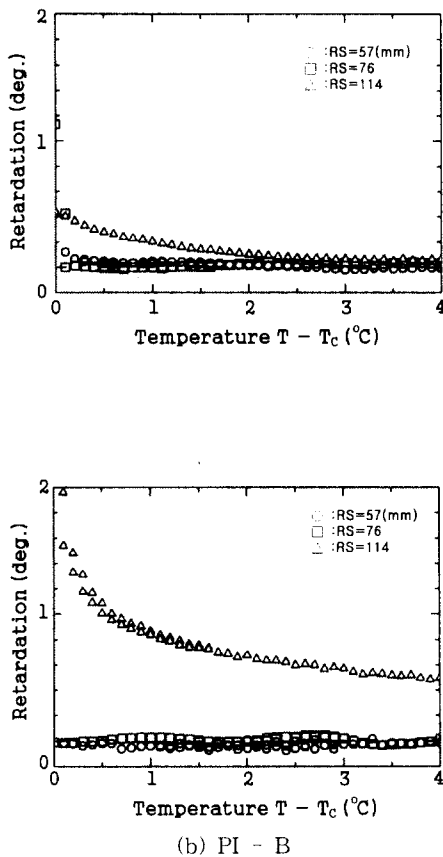 2
△ :RS=57(mm)
□ :RS=76
△ :RS=114
Retardation (deg.)
1
0
0 1 2 3 4
Temperature T - Tc (°C)
2
○ :RS=57(mm)
□ :RS=76
△ :RS=114
Retardation (deg.)
1
0
0 1 2 3 4
Temperature T - Tc (°C)
(b) PI - B